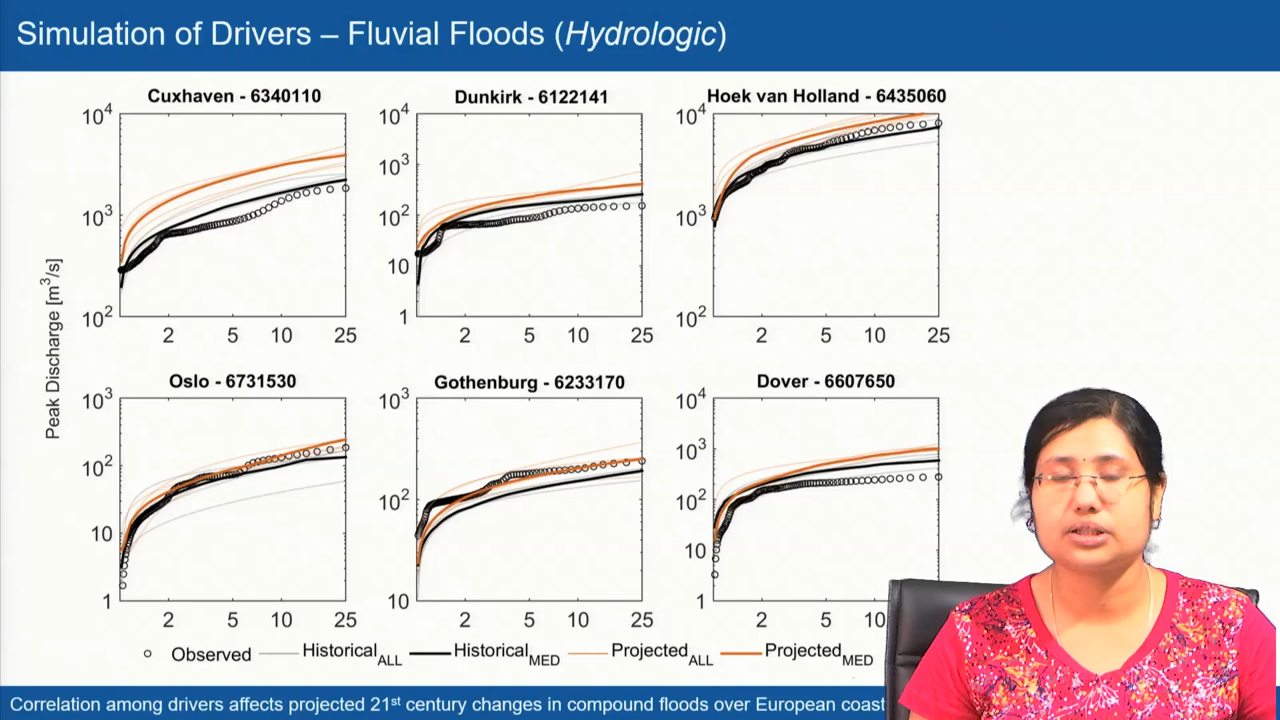 Simulation of Drivers – Fluvial Floods (Hydrologic)
Cuxhaven - 6340110
Dunkirk - 6122141
Hoek van Holland - 6435060
10^4
10^3
10^2
2 5 10 25
10^4
10^3
10^2
10
1
2 5 10 25
10^4
10^3
10^2
2 5 10 25
Peak Discharge [m^3/s]
Oslo - 6731530
Gothenburg - 6233170
Dover - 6607650
10^3
10^2
10
1
2 5 10 25
10^3
10^2
10
2 5 10 25
10^4
10^3
10^2
10
1
2 5 10
Observed
Historical_ALL
Historical_MED
Projected_ALL
Projected_MED
Correlation among drivers affects projected 21st century changes in compound floods over European coast